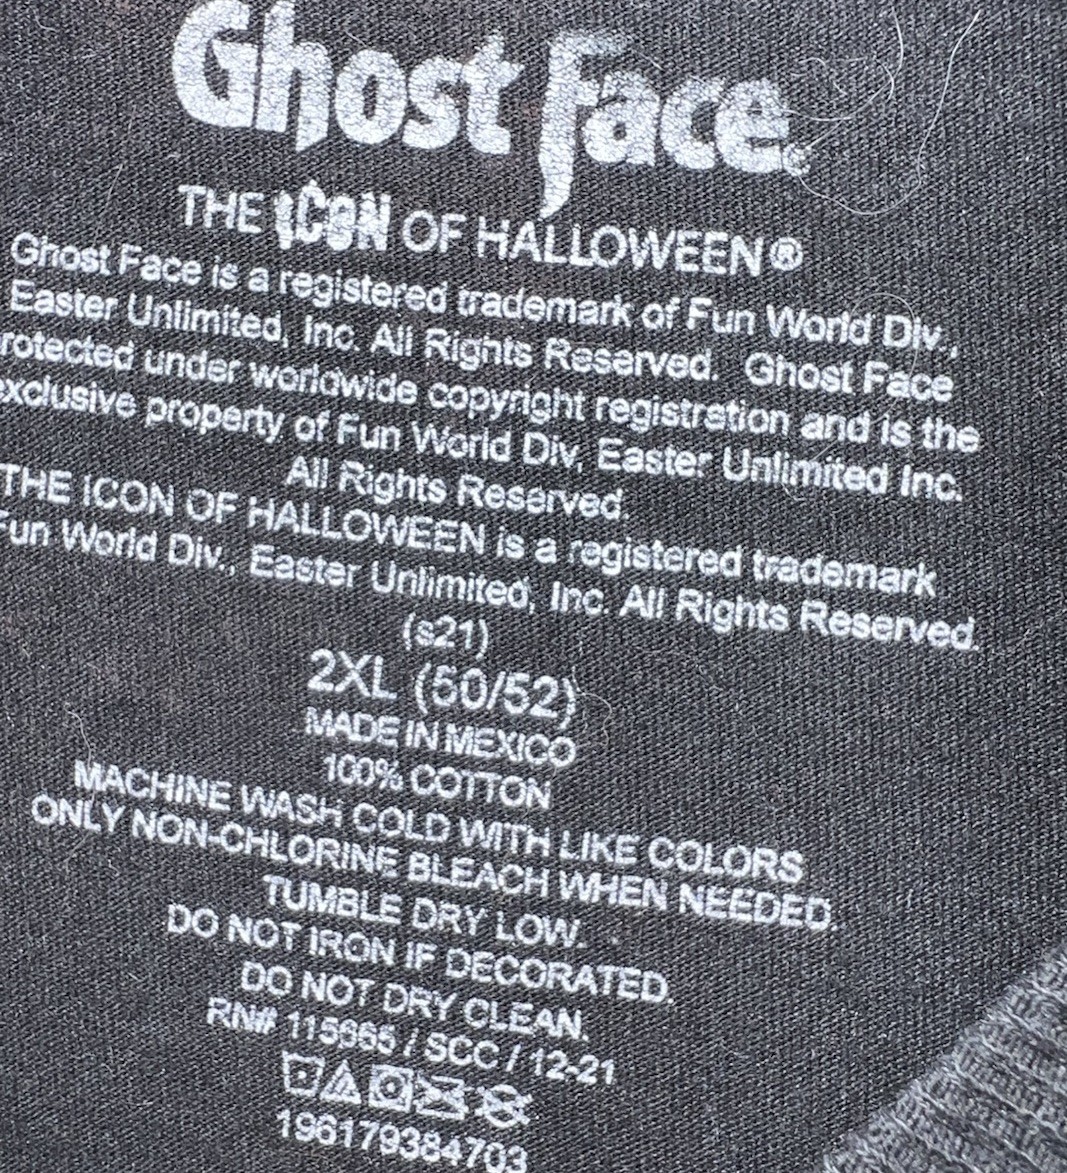 Ghost Face®
THE ICON OF HALLOWEEN®
Ghost Face is a registered trademark of Fun World Div.,
Easter Unlimited, Inc. All Rights Reserved. Ghost Face
rotected under worldwide copyright registration and is the
exclusive property of Fun World Div, Easter Unlimited Inc.
All Rights Reserved.
THE ICON OF HALLOWEEN is a registered trademark
Fun World Div., Easter Unlimited, Inc. All Rights Reserved.
(s21)
2XL (50/52)
MADE IN MEXICO
100% COTTON
MACHINE WASH COLD WITH LIKE COLORS
ONLY NON-CHLORINE BLEACH WHEN NEEDED.
TUMBLE DRY LOW.
DO NOT IRON IF DECORATED.
DO NOT DRY CLEAN.
RN# 115665 / SCC / 12-21
196179384703